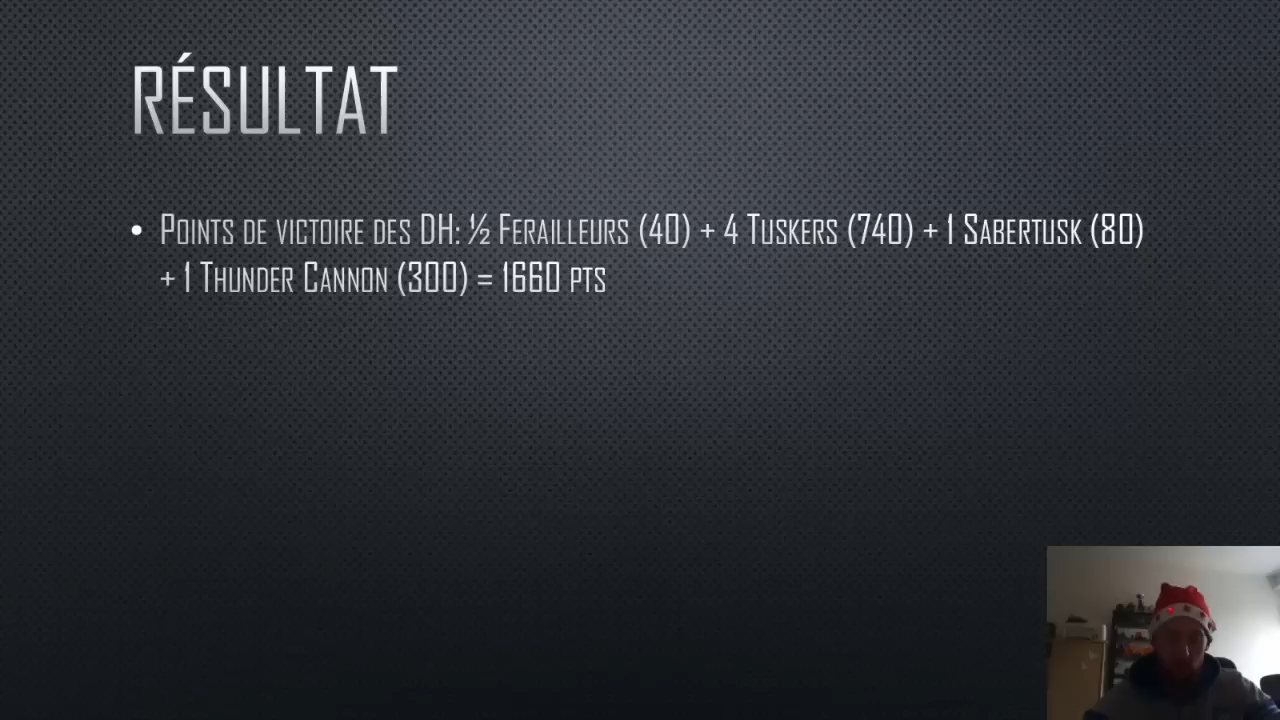 RÉSULTAT
• Points de victoire des DH: ½ Ferailleurs (40) + 4 Tuskers (740) + 1 Sabertusk (80)
+ 1 Thunder Cannon (300) = 1660 pts